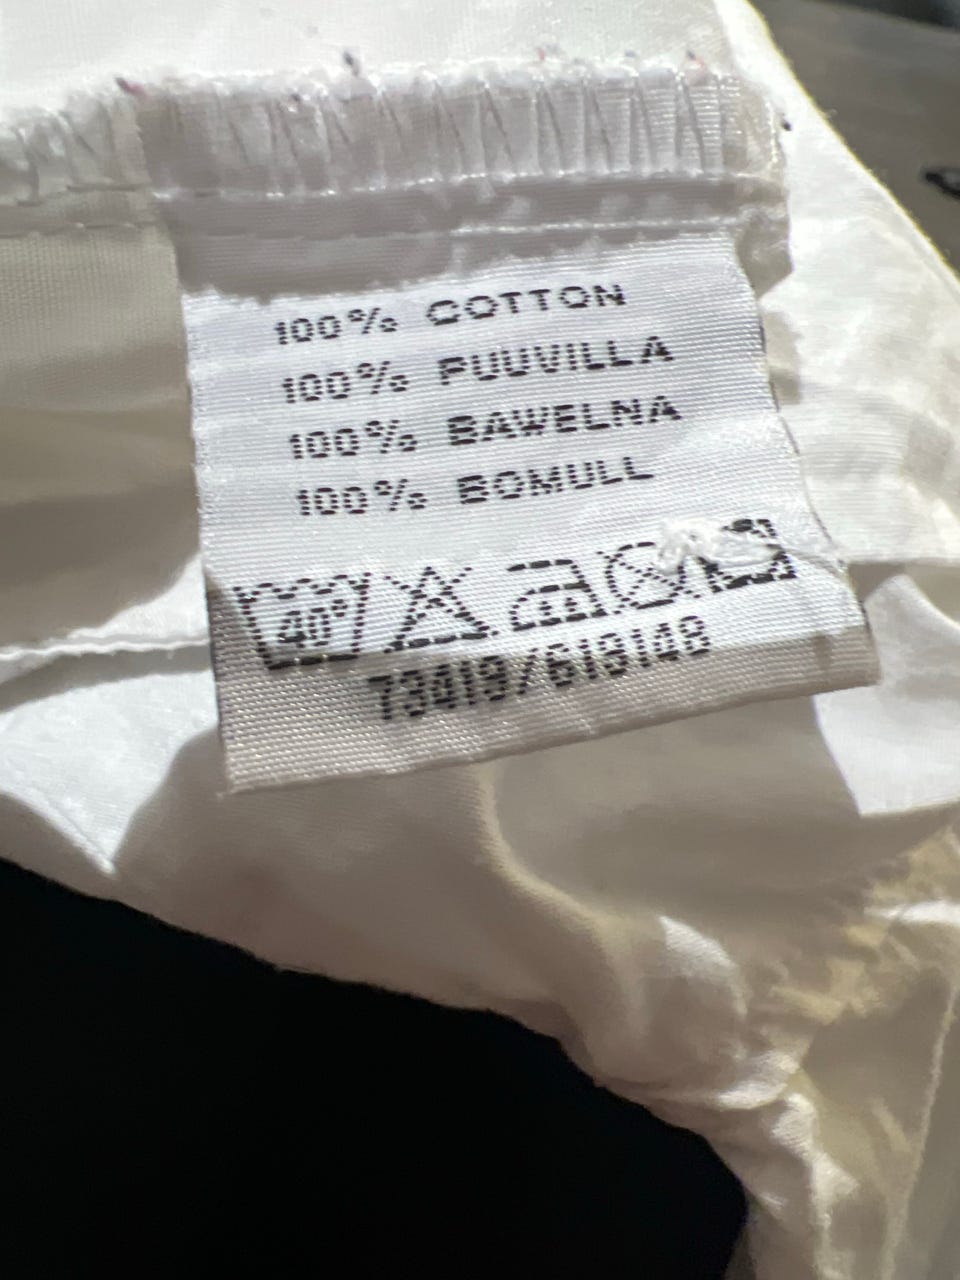 100% COTTON
100% PUUVILLA
100% BAWELNA
100% BOMULL
40°
73419/619148